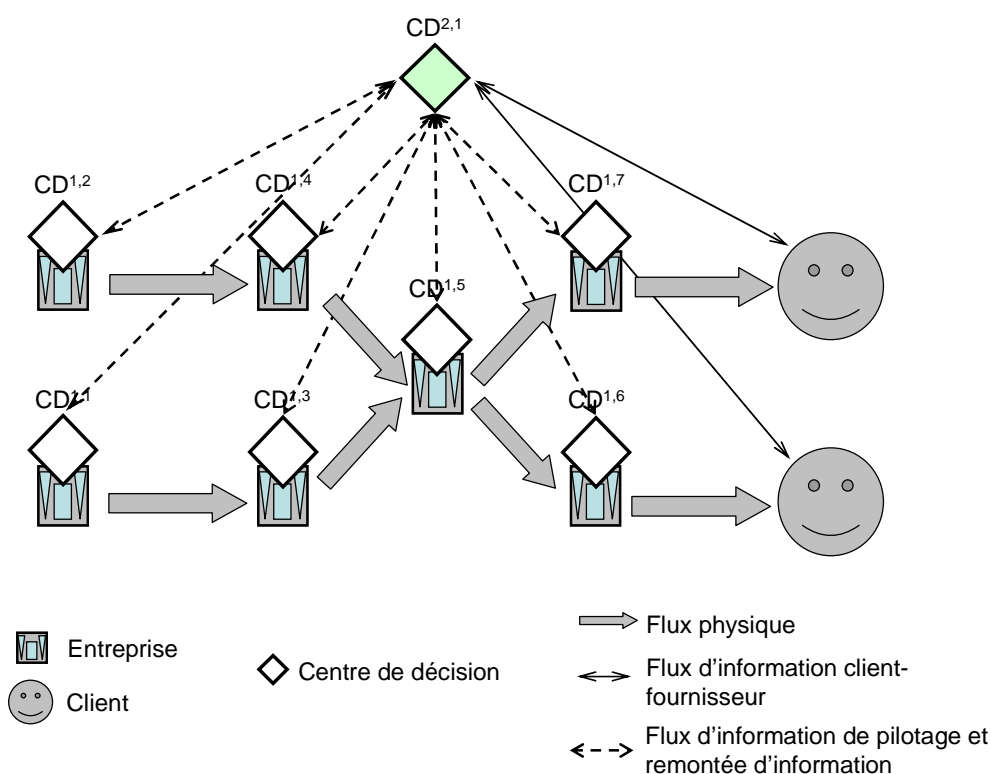 CD2,1
CD1,2
CD1,4
CD1,7
CD1,5
CD1,1
CD1,3
CD1,6
Entreprise
Client
Centre de décision
Flux physique
Flux d'information client-
fournisseur
Flux d'information de pilotage et
remontée d'information